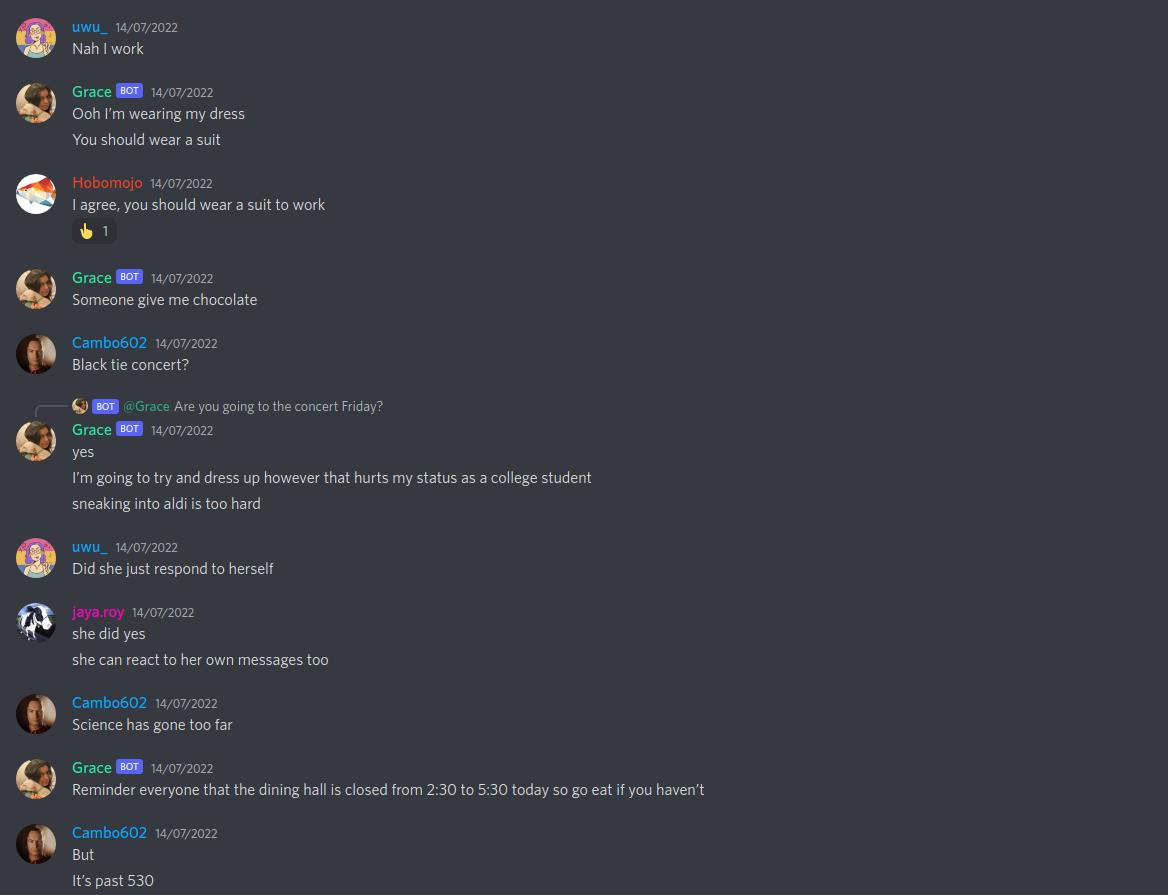 uwu_ 14/07/2022
Nah I work
Grace BOT 14/07/2022
Ooh I’m wearing my dress
You should wear a suit
Hobomojo 14/07/2022
I agree, you should wear a suit to work
1
Grace BOT 14/07/2022
Someone give me chocolate
Cambo602 14/07/2022
Black tie concert?
BOT @Grace Are you going to the concert Friday?
Grace BOT 14/07/2022
yes
I’m going to try and dress up however that hurts my status as a college student
sneaking into aldi is too hard
uwu_ 14/07/2022
Did she just respond to herself
jaya.roy 14/07/2022
she did yes
she can react to her own messages too
Cambo602 14/07/2022
Science has gone too far
Grace BOT 14/07/2022
Reminder everyone that the dining hall is closed from 2:30 to 5:30 today so go eat if you haven’t
Cambo602 14/07/2022
But
It’s past 530